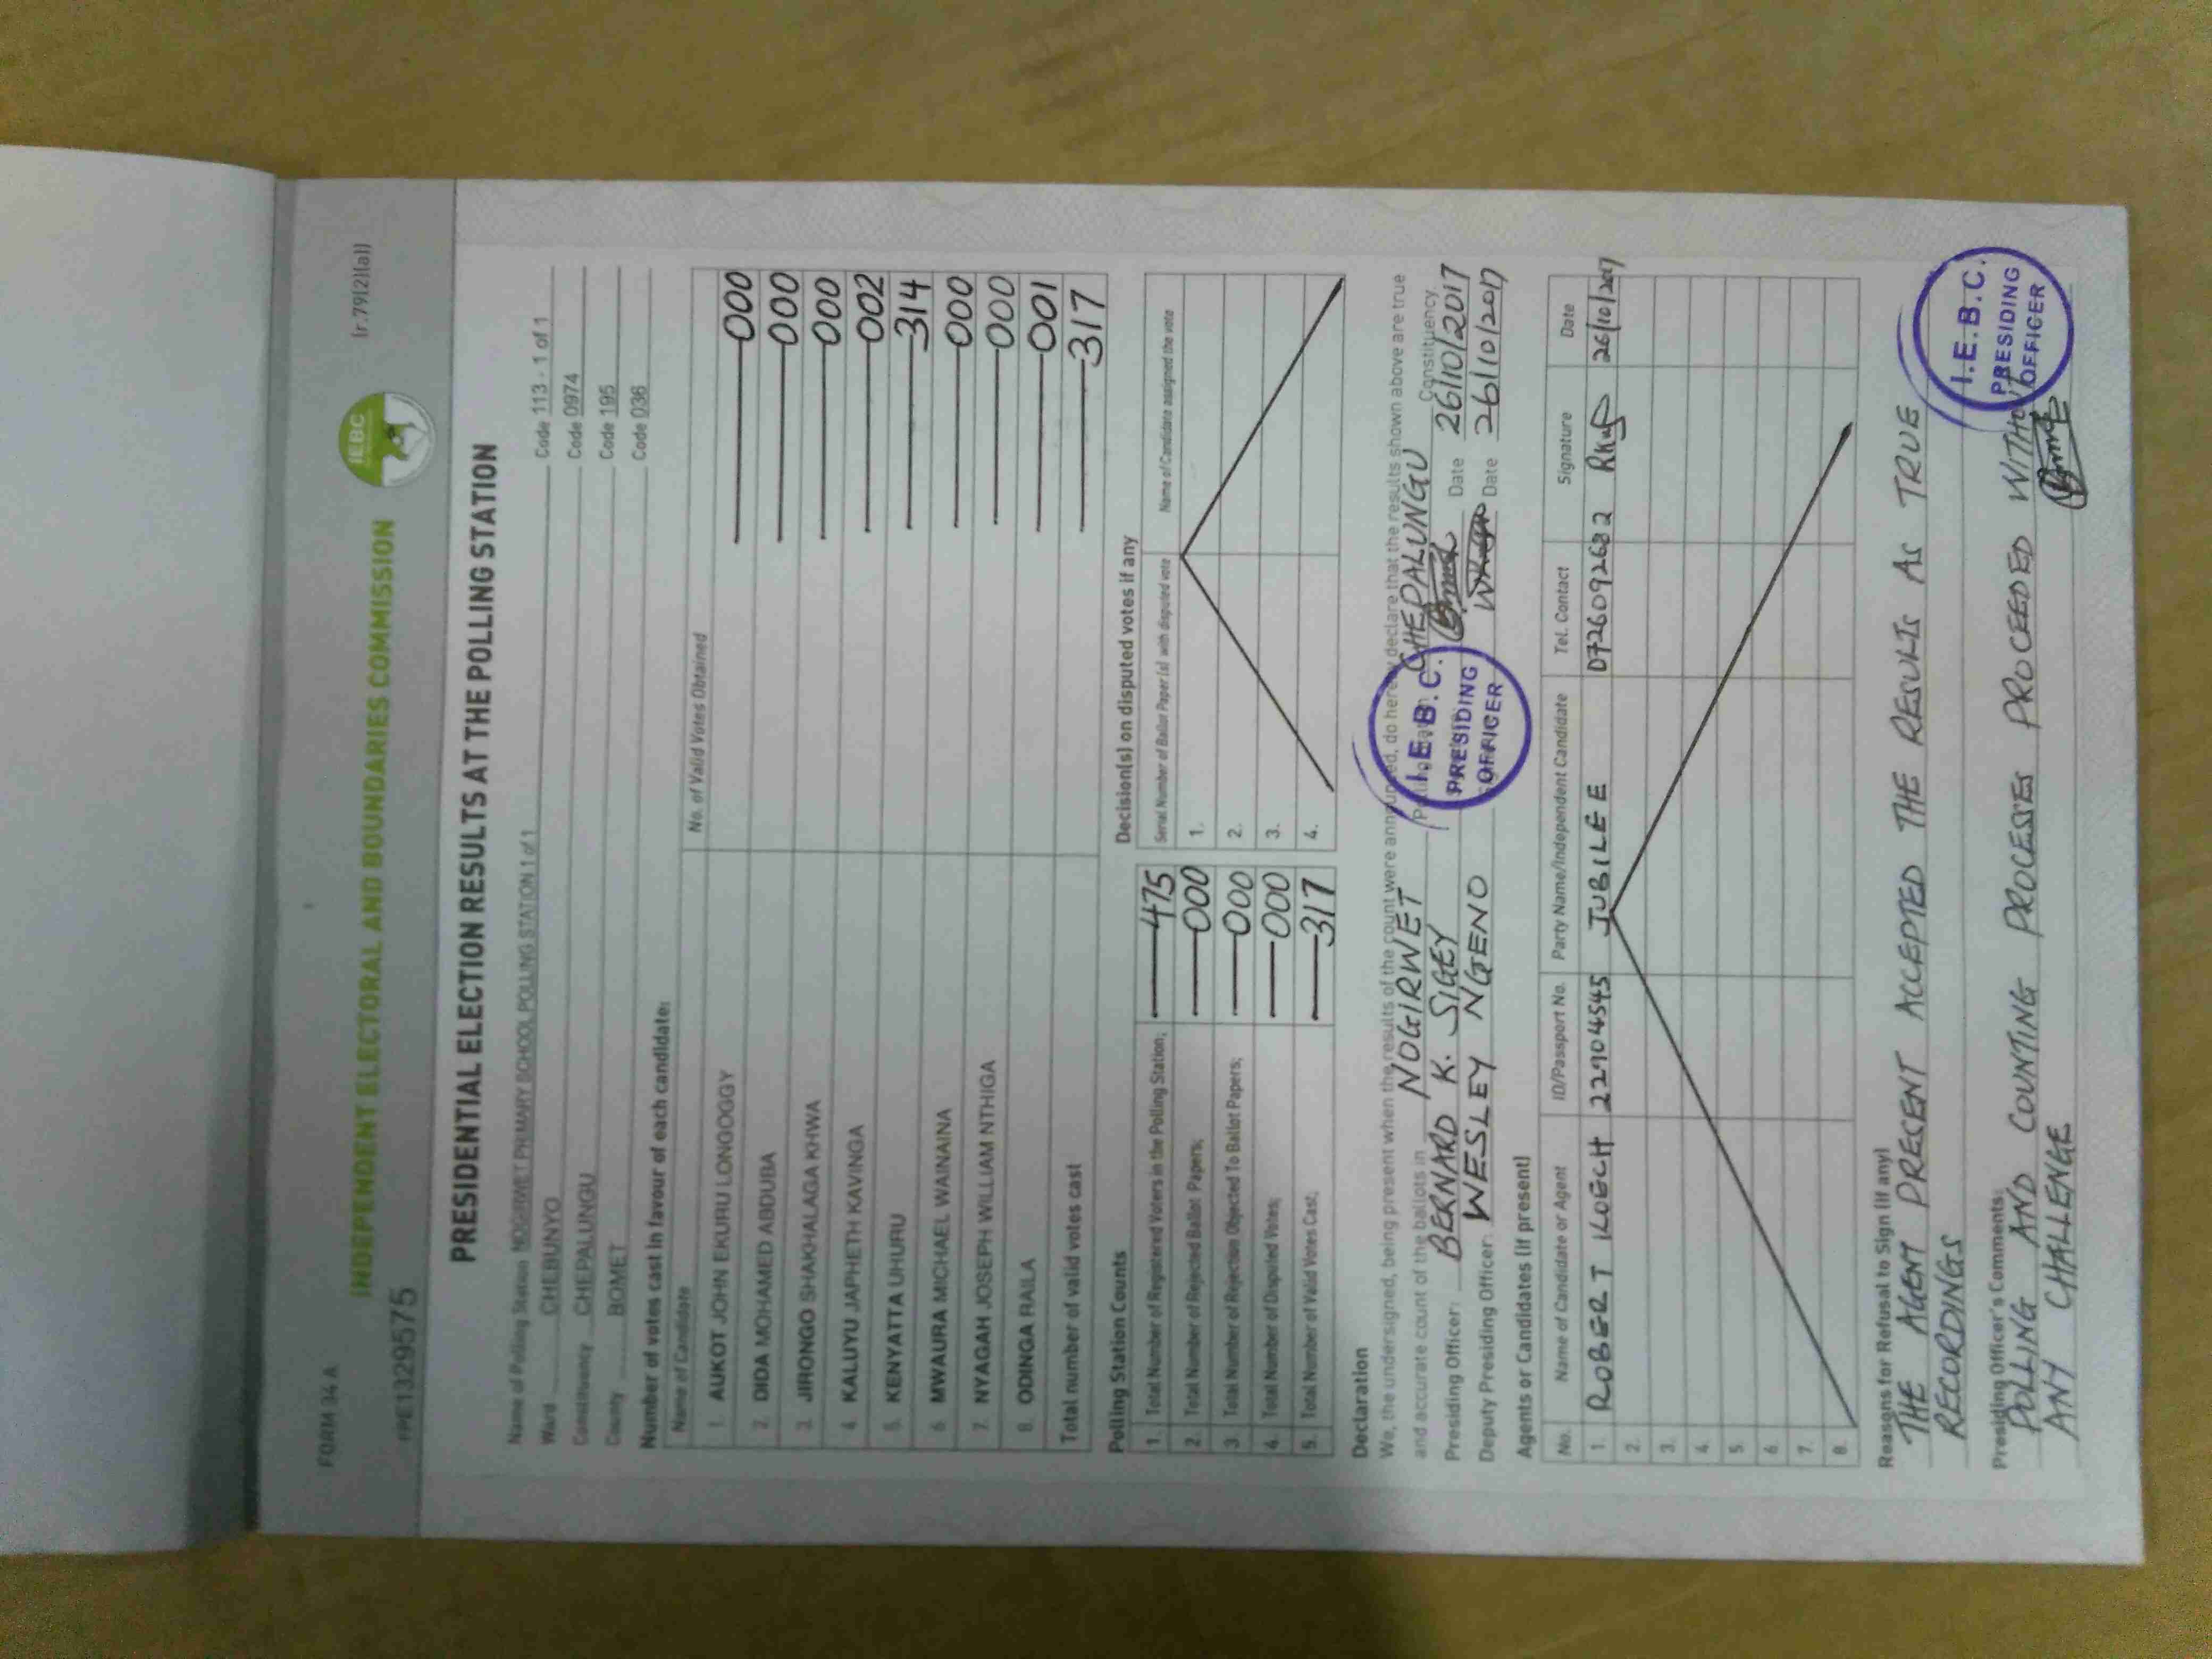 FORM 34 A
(r.79(2)(a))
IEBC
INDEPENDENT ELECTORAL AND BOUNDARIES COMMISSION
PE1329575
PRESIDENTIAL ELECTION RESULTS AT THE POLLING STATION
Name of Polling Station NOGIRWET PRIMARY SCHOOL POLLING STATION 1 of 1 Code 113 - 1 of 1
Ward CHEBUNYO Code 0974
Constituency CHEPALUNGU Code 195
County BOMET Code 036
Number of votes cast in favour of each candidate:
Name of Candidate No. of Valid Votes Obtained
1. AUKOT JOHN EKURU LONGOGGY 000
2. DIDA MOHAMED ABDUBA 000
3. JIRONGO SHAKHALAGA KHWA 000
4. KALUYU JAPHETH KAVINGA 002
5. KENYATTA UHURU 314
6. MWAURA MICHAEL WAINAINA 000
7. NYAGAH JOSEPH WILLIAM NTHIGA 000
8. ODINGA RAILA 001
Total number of valid votes cast 317
Polling Station Counts
1. Total Number of Registered Voters in the Polling Station; 475
2. Total Number of Rejected Ballot Papers; 000
3. Total Number of Rejection Objected To Ballot Papers; 000
4. Total Number of Disputed Votes; 000
5. Total Number of Valid Votes Cast; 317
Decision(s) on disputed votes if any
Serial Number of Ballot Paper(s) with disputed vote Name of Candidate assigned the vote
1.
2.
3.
4.
Declaration
We, the undersigned, being present when the results of the count were announced, do hereby declare that the results shown above are true
and accurate count of the ballots in NOGIRWET CHEPALUNGU Constituency.
Presiding Officer: BERNARD K. SIGEY Date 26/10/2017
Deputy Presiding Officer: WESLEY NGENO Date 26/10/2017
I.E.B.C.
PRESIDING
OFFICER
Agents or Candidates (if present)
No. Name of Candidate or Agent ID/Passport No. Party Name/Independent Candidate Tel. Contact Signature Date
1. ROBERT KOECH 22904545 JUBILEE 0726092682 26/10/2017
2.
3.
4.
5.
6.
7.
8.
Reasons for Refusal to Sign (if any)
THE AGENT PRECENT ACCEPTED THE RESULTS AS TRUE
RECORDINGS
Presiding Officer's Comments:
POLLING AND COUNTING PROCESSES PROCEEDED WITHOUT
ANY CHALLENGE
I.E.B.C.
PRESIDING
OFFICER